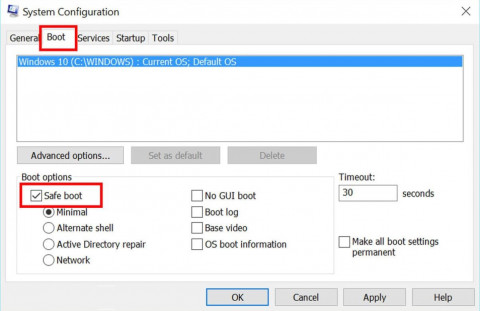 System Configuration
General Boot Services Startup Tools
Windows 10 (C:\WINDOWS) : Current OS; Default OS
Advanced options... Set as default Delete
Boot options
Safe boot
Minimal
Alternate shell
Active Directory repair
Network
No GUI boot
Boot log
Base video
OS boot information
Timeout:
30 seconds
Make all boot settings
permanent
OK Cancel Apply Help